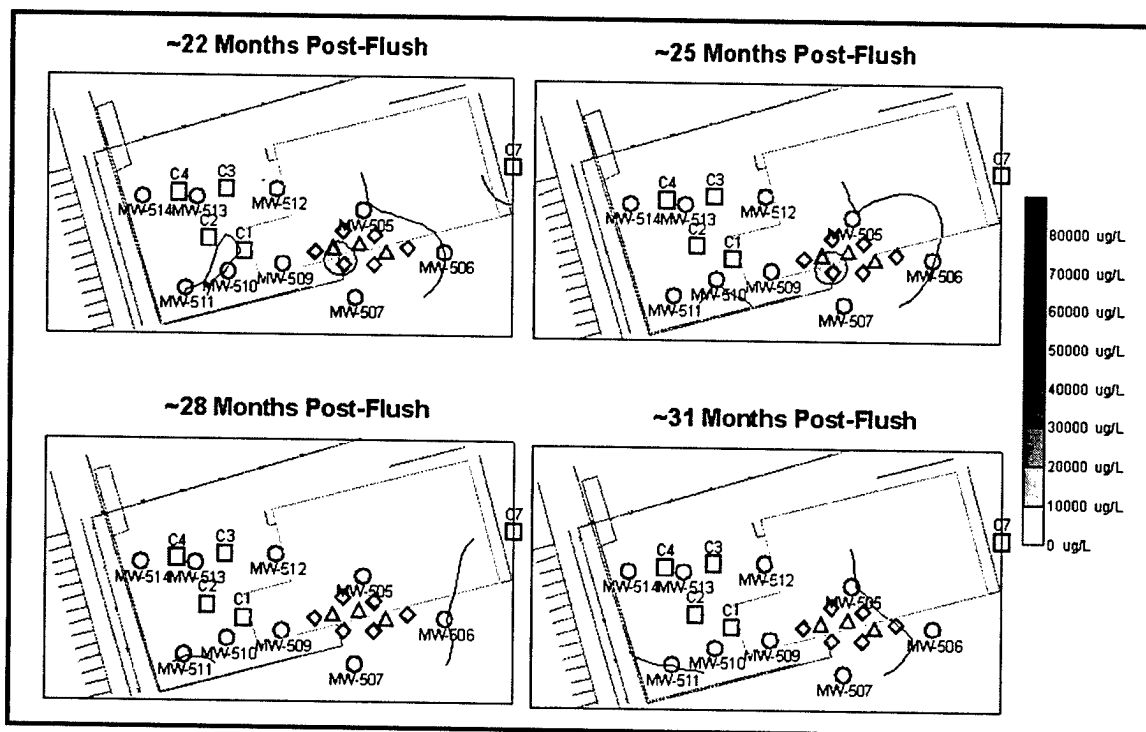 ~22 Months Post-Flush
~25 Months Post-Flush
C7
C4 C3
MW-514 MW-513 MW-512
C2 C1
MW-505
MW-506
MW-509
MW-511 MW-510
MW-507
C7
C4 C3
MW-514 MW-513 MW-512
C2 C1
MW-505
MW-506
MW-509
MW-511 MW-510
MW-507
80000 ug/L
70000 ug/L
60000 ug/L
50000 ug/L
40000 ug/L
30000 ug/L
20000 ug/L
10000 ug/L
0 ug/L
~28 Months Post-Flush
~31 Months Post-Flush
C7
C4 C3
MW-514 MW-513 MW-512
C2 C1
MW-505
MW-506
MW-509
MW-511 MW-510
MW-507
C7
C4 C3
MW-514 MW-513 MW-512
C2 C1
MW-505
MW-506
MW-509
MW-511 MW-510
MW-507